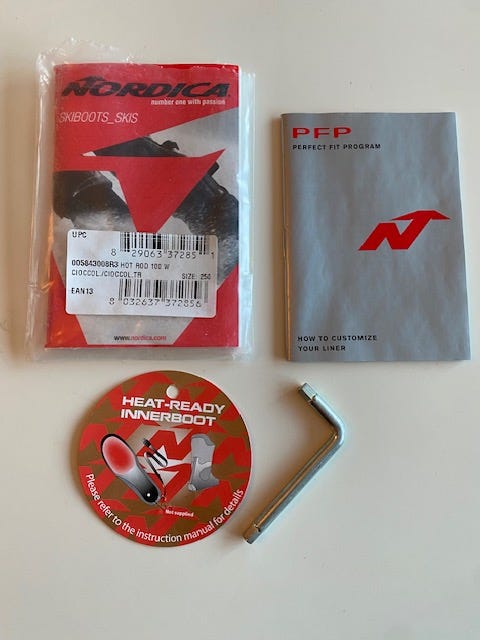 NORDICA
number one with passion
SKIBOOTS_SKIS
UPC
8 29063 37285 1
005843008R3 HOT ROD 100 W
CIOCCOL./CIOCCOL.TR SIZE: 250
EAN13
8 032637 372856
www.nordica.com
PFP
PERFECT FIT PROGRAM
HOW TO CUSTOMIZE
YOUR LINER
HEAT-READY
INNERBOOT
Not supplied
Please refer to the instruction manual for details